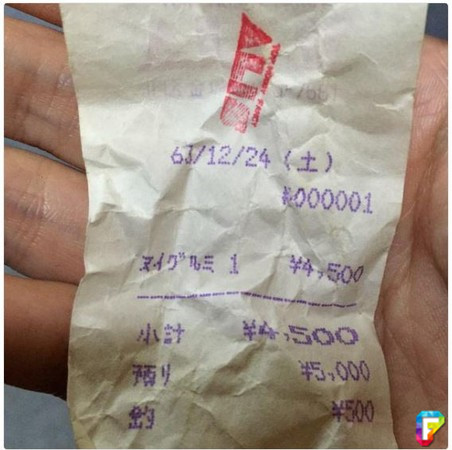 63/12/24 (土)
#000001
ヌイグルミ 1 ¥4,500
小計 ¥4,500
預り ¥5,000
釣 ¥500